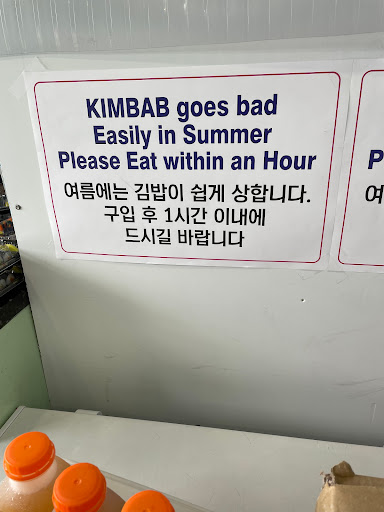 KIMBAB goes bad
Easily in Summer
Please Eat within an Hour
여름에는 김밥이 쉽게 상합니다.
구입 후 1시간 이내에
드시길 바랍니다
P
여